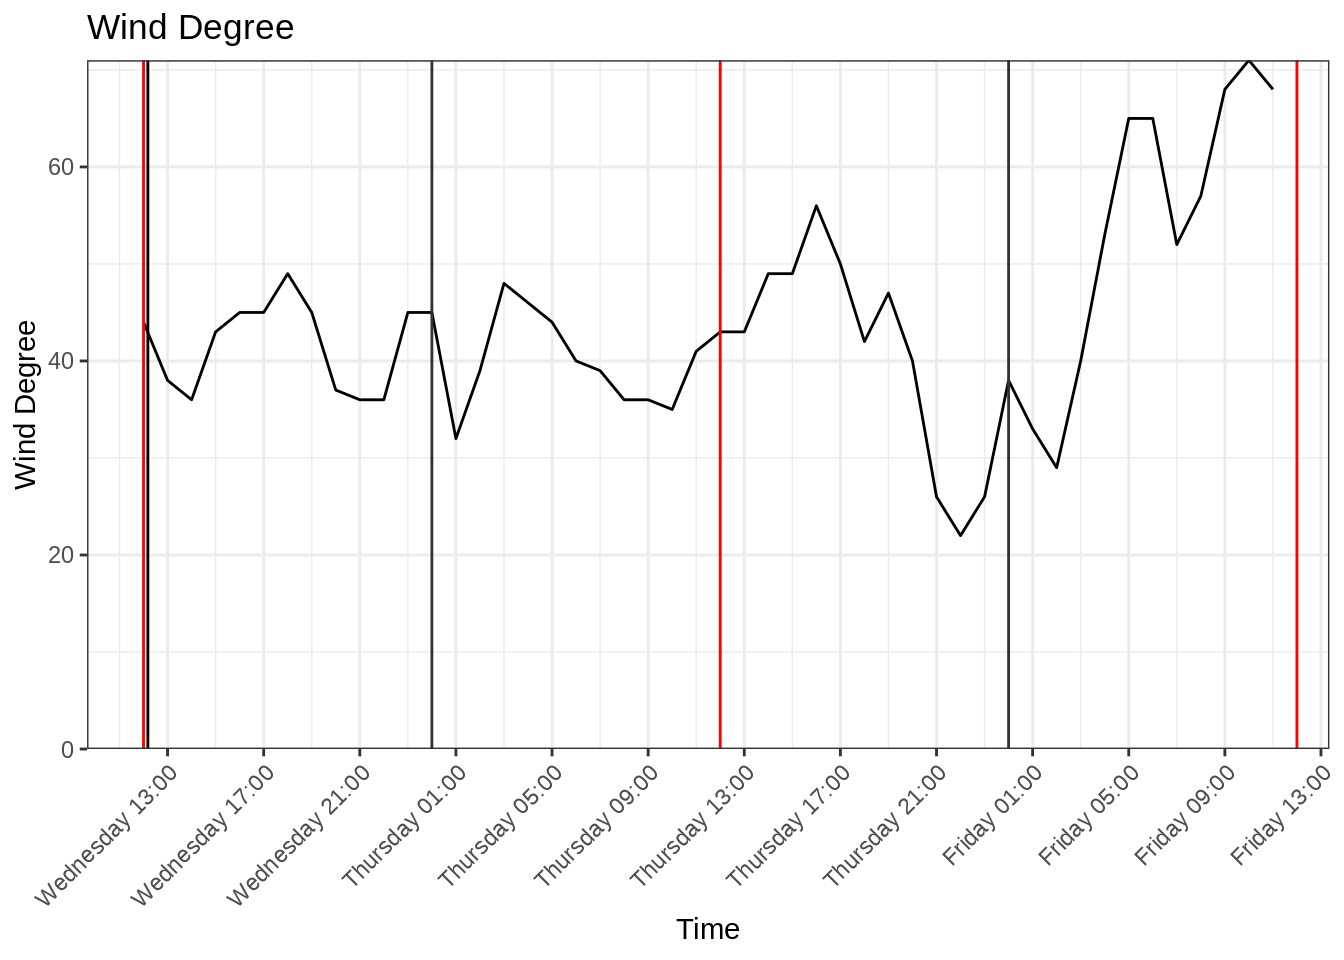 Wind Degree
Wind Degree
60
40
20
0
Wednesday 13:00
Wednesday 17:00
Wednesday 21:00
Thursday 01:00
Thursday 05:00
Thursday 09:00
Thursday 13:00
Thursday 17:00
Thursday 21:00
Friday 01:00
Friday 05:00
Friday 09:00
Friday 13:00
Time